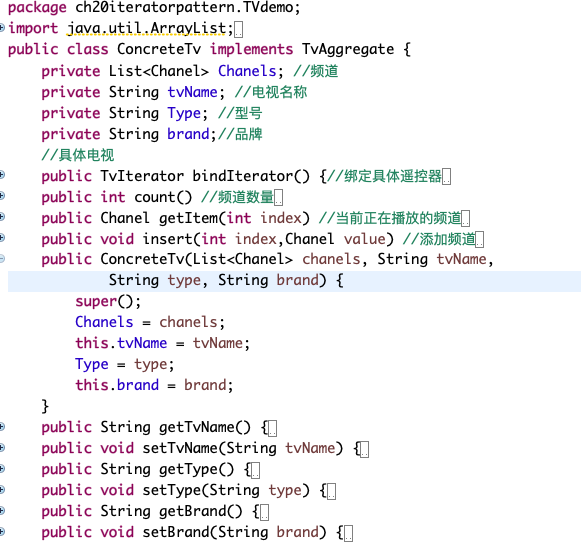 package ch20iteratorpattern.TVdemo;
import java.util.ArrayList;
public class ConcreteTv implements TvAggregate {
    private List<Chanel> Chanels; //频道
    private String tvName; //电视名称
    private String Type; //型号
    private String brand;//品牌
    //具体电视
    public TvIterator bindIterator() {//绑定具体遥控器
    public int count() //频道数量
    public Chanel getItem(int index) //当前正在播放的频道
    public void insert(int index,Chanel value) //添加频道
    public ConcreteTv(List<Chanel> chanels, String tvName,
            String type, String brand) {
        super();
        Chanels = chanels;
        this.tvName = tvName;
        Type = type;
        this.brand = brand;
    }
    public String getTvName() {
    public void setTvName(String tvName) {
    public String getType() {
    public void setType(String type) {
    public String getBrand() {
    public void setBrand(String brand) {